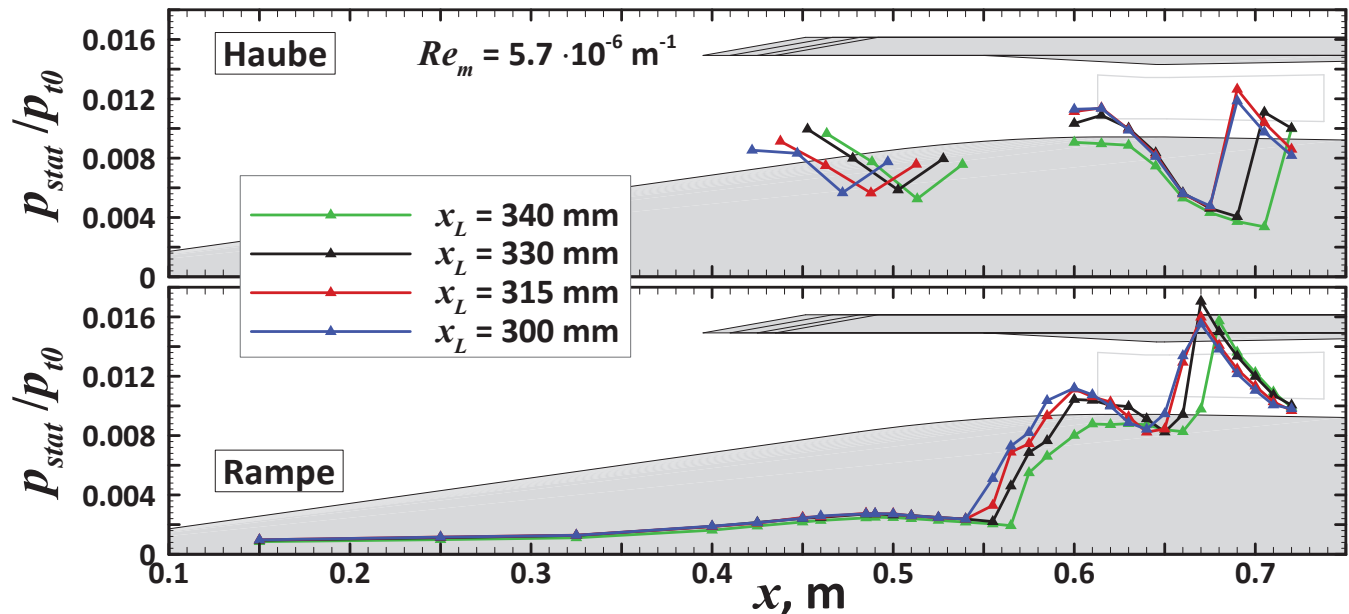 0.016
Haube
Re_m = 5.7 ·10⁻⁶ m⁻¹
0.012
p_stat /p_t0
0.008
0.004
0
x_L = 340 mm
x_L = 330 mm
x_L = 315 mm
x_L = 300 mm
0.016
0.012
p_stat /p_t0
0.008
Rampe
0.004
0
0.1 0.2 0.3 0.4 0.5 0.6 0.7
x, m